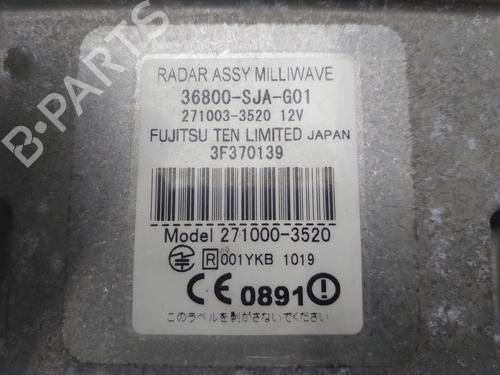 RADAR ASSY MILLIWAVE
36800-SJA-G01
271003-3520 12V
FUJITSU TEN LIMITED JAPAN
3F370139
Model 271000-3520
R 001YKB 1019
CE 0891
このラベルを剥がさないでください
B-PARTS